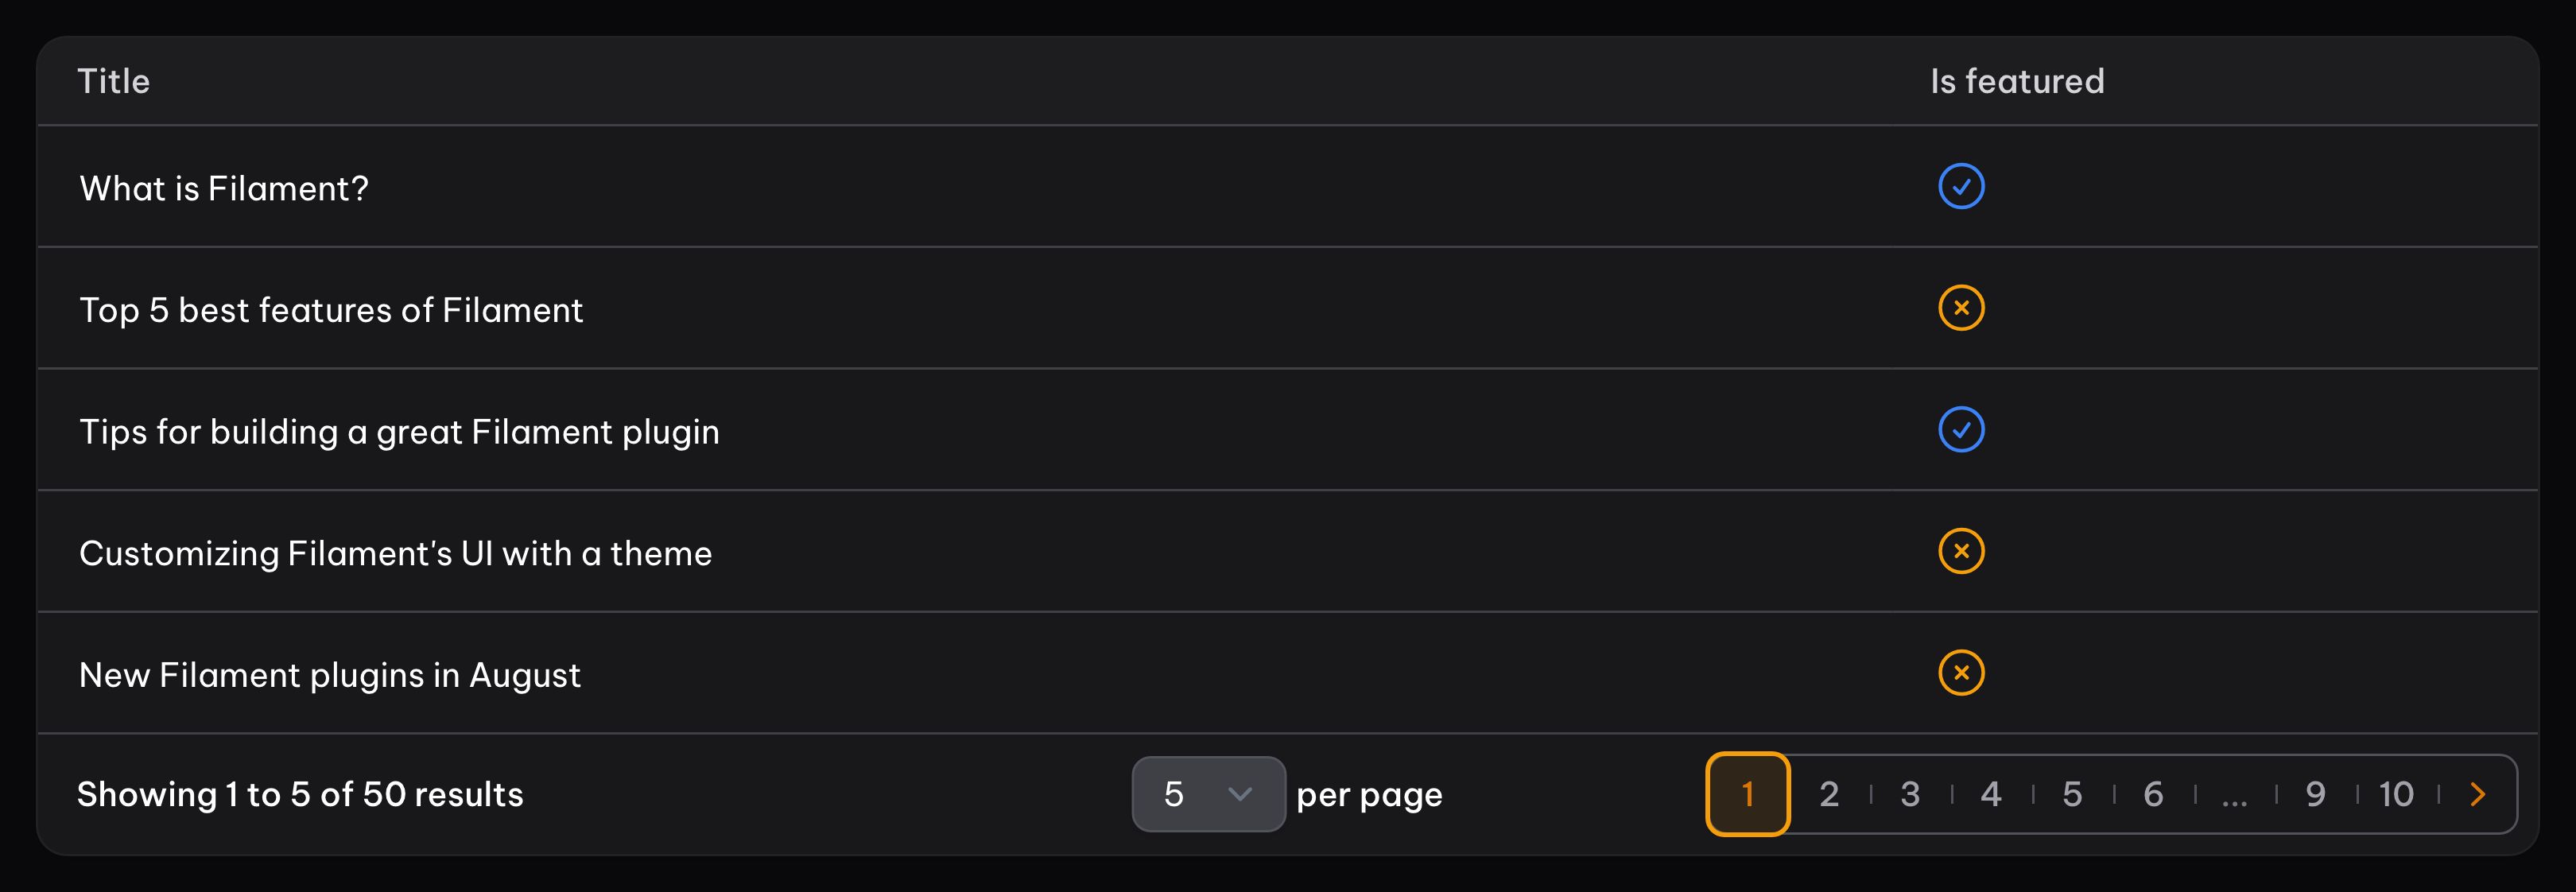 Title Is featured
What is Filament?
Top 5 best features of Filament
Tips for building a great Filament plugin
Customizing Filament's UI with a theme
New Filament plugins in August
Showing 1 to 5 of 50 results 5 per page 1 2 3 4 5 6 ... 9 10